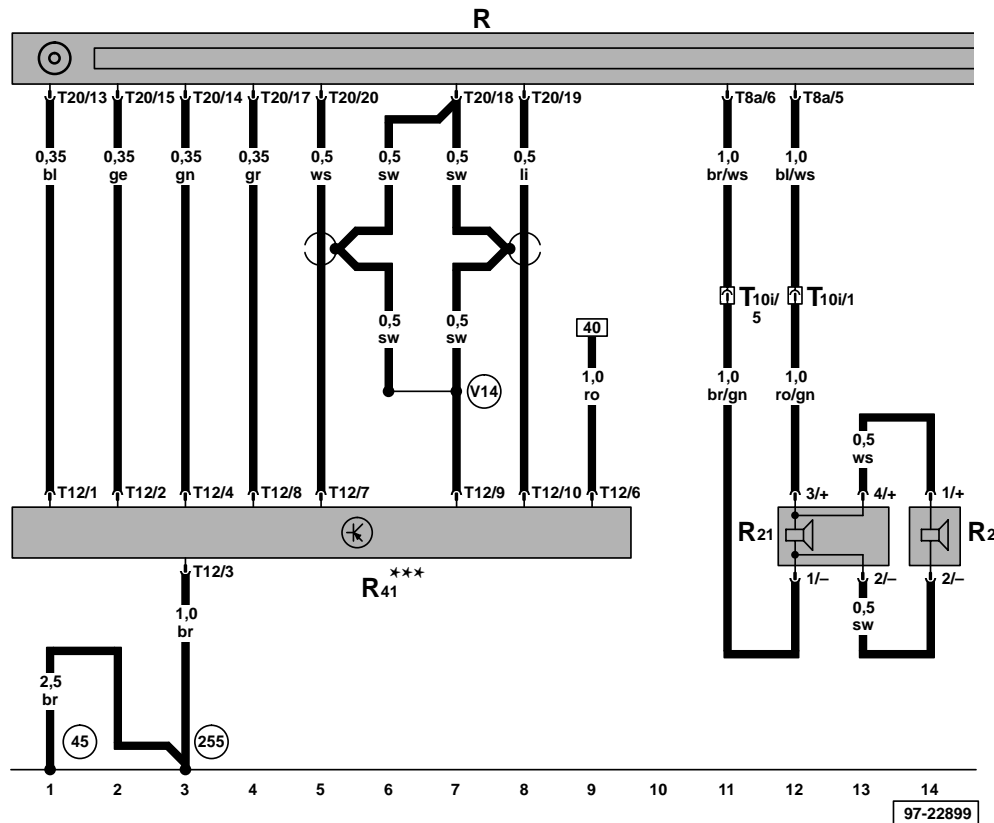 R
T20/13 T20/15 T20/14 T20/17 T20/20 T20/18 T20/19 T8a/6 T8a/5
0,35 0,35 0,35 0,35 0,5 0,5 0,5 0,5 1,0 1,0
bl ge gn gr ws sw sw li br/ws bl/ws
T10i/ T10i/1
5
0,5 0,5
sw sw
40
1,0 1,0 1,0
ro br/gn ro/gn
V14
0,5
ws
T12/1 T12/2 T12/4 T12/8 T12/7 T12/9 T12/10 T12/6 3/+ 4/+ 1/+
R21 R2
T12/3 1/– 2/– 2/–
R41 ***
1,0
br
0,5
sw
2,5
br
45 255
1 2 3 4 5 6 7 8 9 10 11 12 13 14
97-22899